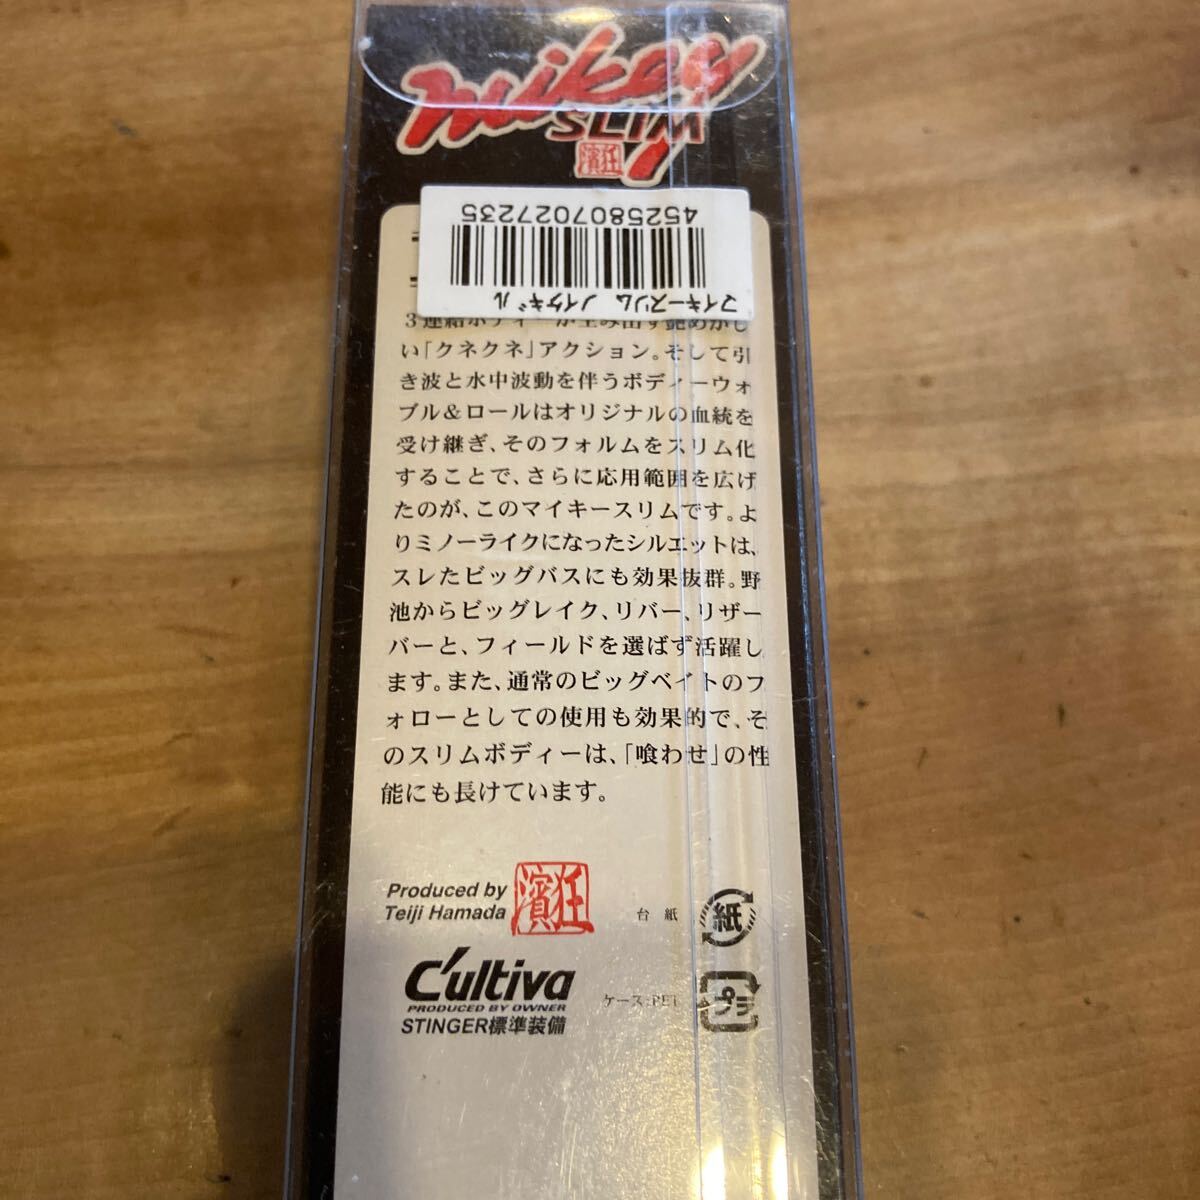 mikey
SLIM
濱狂
4525807027235
マイキースリム ノイケギル
3連結ボディーが生み出す艶めかし
い「クネクネ」アクション。そして引
き波と水中波動を伴うボディーウォ
ブル&ロールはオリジナルの血統を
受け継ぎ、そのフォルムをスリム化
することで、さらに応用範囲を広げ
たのが、このマイキースリムです。よ
りミノーライクになったシルエットは、
スレたビッグバスにも効果抜群。野
池からビッグレイク、リバー、リザー
バーと、フィールドを選ばず活躍し
ます。また、通常のビッグベイトのフ
ォローとしての使用も効果的で、そ
のスリムボディーは、「喰わせ」の性
能にも長けています。
Produced by
Teiji Hamada
濱狂
台紙
紙
C'ultiva
PRODUCED BY OWNER
STINGER標準装備
ケース:PET
プラ